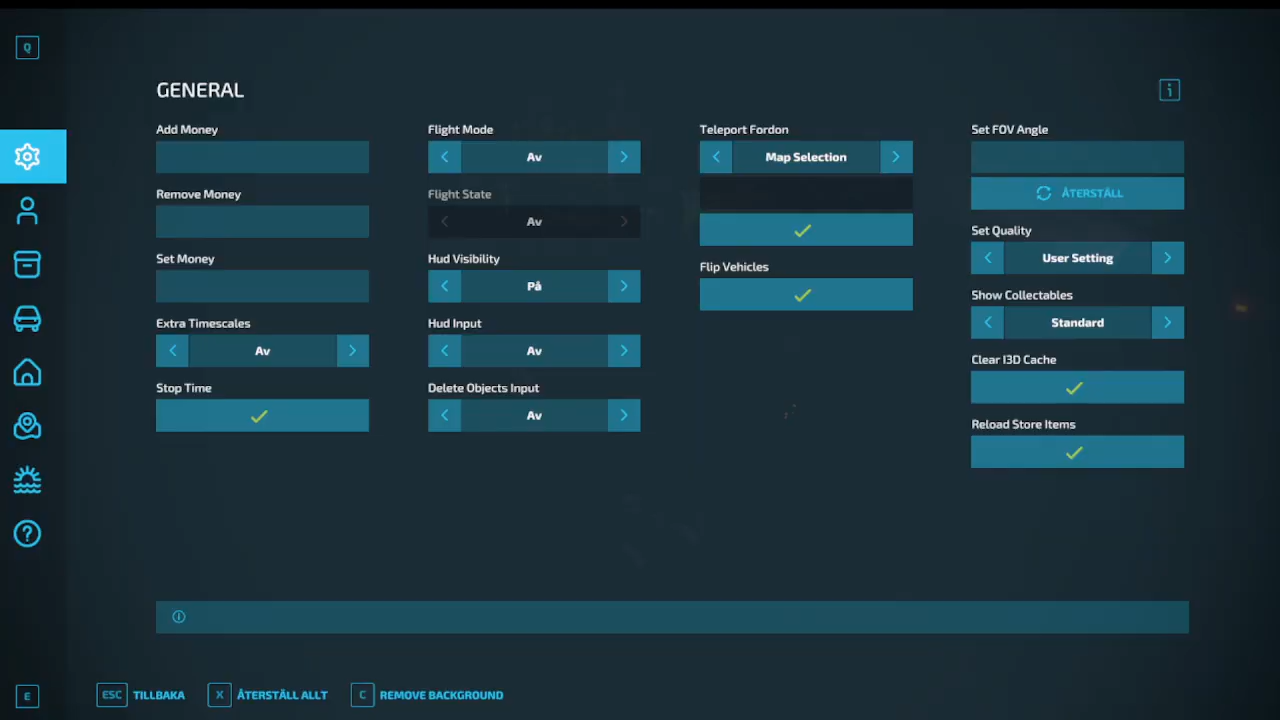 Q
GENERAL
Add Money
Remove Money
Set Money
Extra Timescales
Av
Stop Time
Flight Mode
Av
Flight State
Av
Hud Visibility
På
Hud Input
Av
Delete Objects Input
Av
Teleport Fordon
Map Selection
Flip Vehicles
Set FOV Angle
ÅTERSTÄLL
Set Quality
User Setting
Show Collectables
Standard
Clear I3D Cache
Reload Store Items
E
ESC TILLBAKA X ÅTERSTÄLL ALLT C REMOVE BACKGROUND